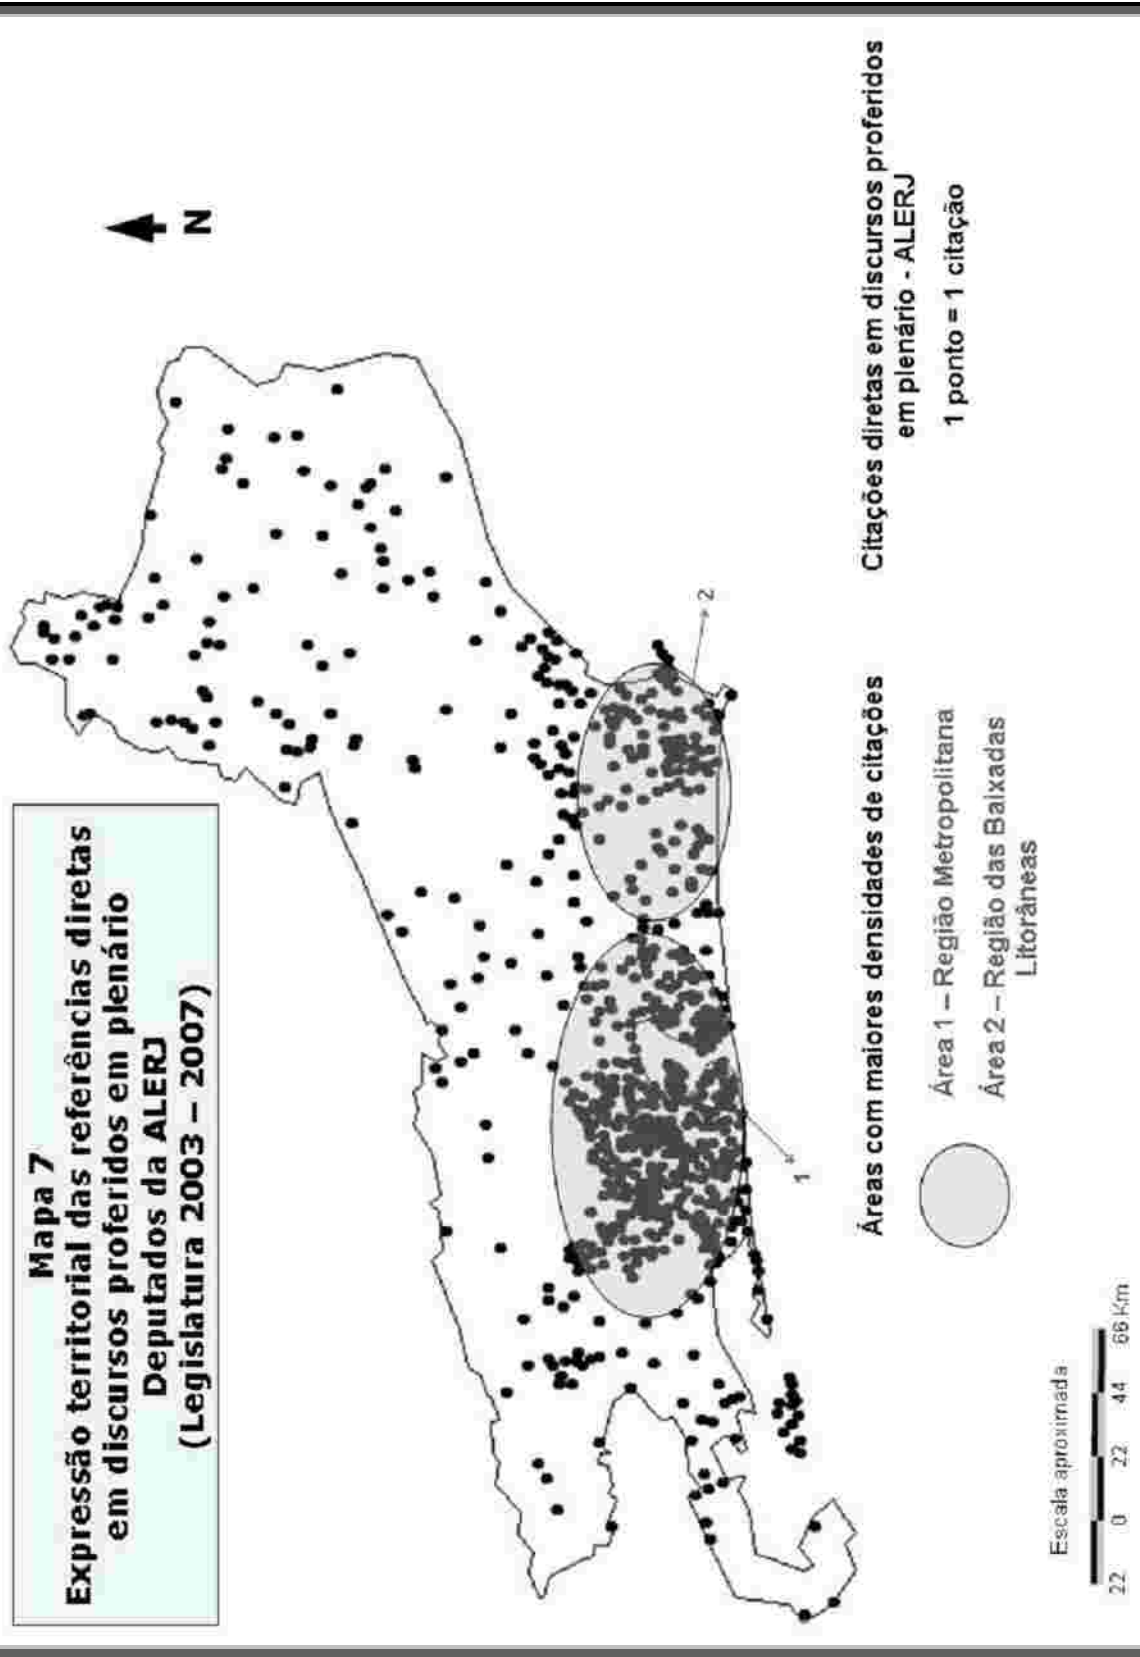 Mapa 7
Expressão territorial das referências diretas
em discursos proferidos em plenário
Deputados da ALERJ
(Legislatura 2003 – 2007)
N
2
1
Áreas com maiores densidades de citações
Área 1 – Região Metropolitana
Área 2 – Região das Baixadas
Litorâneas
Citações diretas em discursos proferidos
em plenário - ALERJ
1 ponto = 1 citação
Escala aproximada
22 0 22 44 66 Km